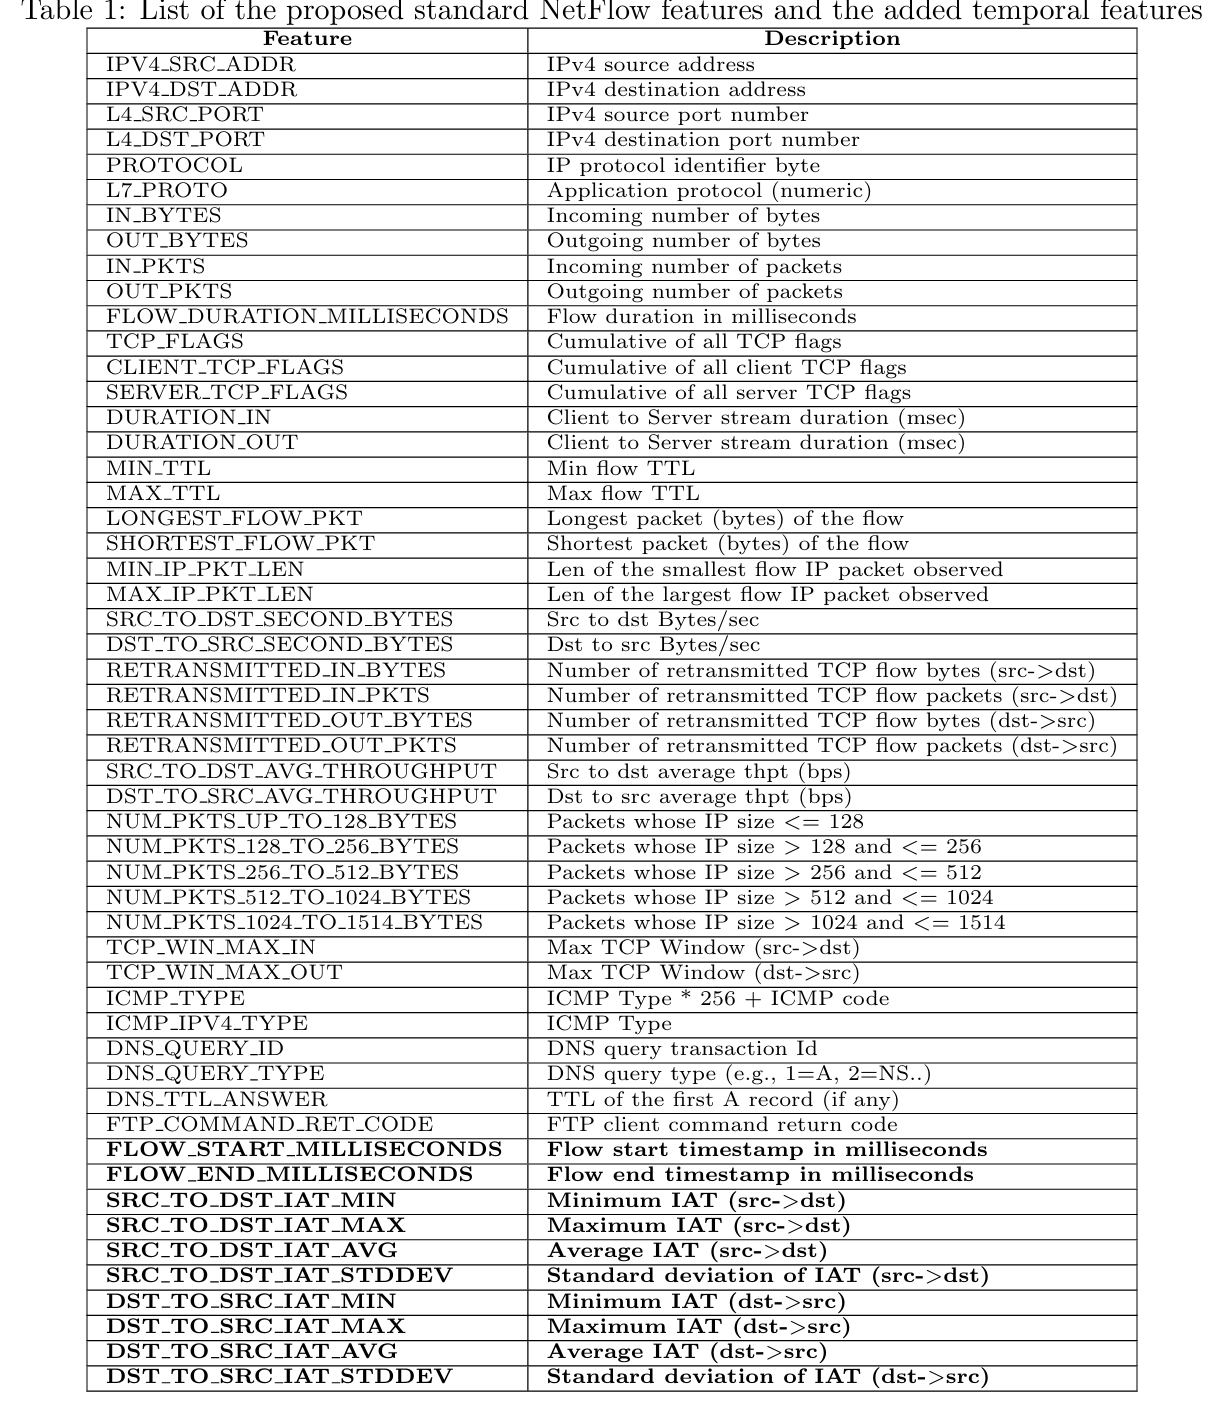 Table 1: List of the proposed standard NetFlow features and the added temporal features
Feature Description
IPV4_SRC_ADDR IPv4 source address
IPV4_DST_ADDR IPv4 destination address
L4_SRC_PORT IPv4 source port number
L4_DST_PORT IPv4 destination port number
PROTOCOL IP protocol identifier byte
L7_PROTO Application protocol (numeric)
IN_BYTES Incoming number of bytes
OUT_BYTES Outgoing number of bytes
IN_PKTS Incoming number of packets
OUT_PKTS Outgoing number of packets
FLOW_DURATION_MILLISECONDS Flow duration in milliseconds
TCP_FLAGS Cumulative of all TCP flags
CLIENT_TCP_FLAGS Cumulative of all client TCP flags
SERVER_TCP_FLAGS Cumulative of all server TCP flags
DURATION_IN Client to Server stream duration (msec)
DURATION_OUT Client to Server stream duration (msec)
MIN_TTL Min flow TTL
MAX_TTL Max flow TTL
LONGEST_FLOW_PKT Longest packet (bytes) of the flow
SHORTEST_FLOW_PKT Shortest packet (bytes) of the flow
MIN_IP_PKT_LEN Len of the smallest flow IP packet observed
MAX_IP_PKT_LEN Len of the largest flow IP packet observed
SRC_TO_DST_SECOND_BYTES Src to dst Bytes/sec
DST_TO_SRC_SECOND_BYTES Dst to src Bytes/sec
RETRANSMITTED_IN_BYTES Number of retransmitted TCP flow bytes (src->dst)
RETRANSMITTED_IN_PKTS Number of retransmitted TCP flow packets (src->dst)
RETRANSMITTED_OUT_BYTES Number of retransmitted TCP flow bytes (dst->src)
RETRANSMITTED_OUT_PKTS Number of retransmitted TCP flow packets (dst->src)
SRC_TO_DST_AVG_THROUGHPUT Src to dst average thpt (bps)
DST_TO_SRC_AVG_THROUGHPUT Dst to src average thpt (bps)
NUM_PKTS_UP_TO_128_BYTES Packets whose IP size <= 128
NUM_PKTS_128_TO_256_BYTES Packets whose IP size > 128 and <= 256
NUM_PKTS_256_TO_512_BYTES Packets whose IP size > 256 and <= 512
NUM_PKTS_512_TO_1024_BYTES Packets whose IP size > 512 and <= 1024
NUM_PKTS_1024_TO_1514_BYTES Packets whose IP size > 1024 and <= 1514
TCP_WIN_MAX_IN Max TCP Window (src->dst)
TCP_WIN_MAX_OUT Max TCP Window (dst->src)
ICMP_TYPE ICMP Type * 256 + ICMP code
ICMP_IPV4_TYPE ICMP Type
DNS_QUERY_ID DNS query transaction Id
DNS_QUERY_TYPE DNS query type (e.g., 1=A, 2=NS..)
DNS_TTL_ANSWER TTL of the first A record (if any)
FTP_COMMAND_RET_CODE FTP client command return code
FLOW_START_MILLISECONDS Flow start timestamp in milliseconds
FLOW_END_MILLISECONDS Flow end timestamp in milliseconds
SRC_TO_DST_IAT_MIN Minimum IAT (src->dst)
SRC_TO_DST_IAT_MAX Maximum IAT (src->dst)
SRC_TO_DST_IAT_AVG Average IAT (src->dst)
SRC_TO_DST_IAT_STDDEV Standard deviation of IAT (src->dst)
DST_TO_SRC_IAT_MIN Minimum IAT (dst->src)
DST_TO_SRC_IAT_MAX Maximum IAT (dst->src)
DST_TO_SRC_IAT_AVG Average IAT (dst->src)
DST_TO_SRC_IAT_STDDEV Standard deviation of IAT (dst->src)